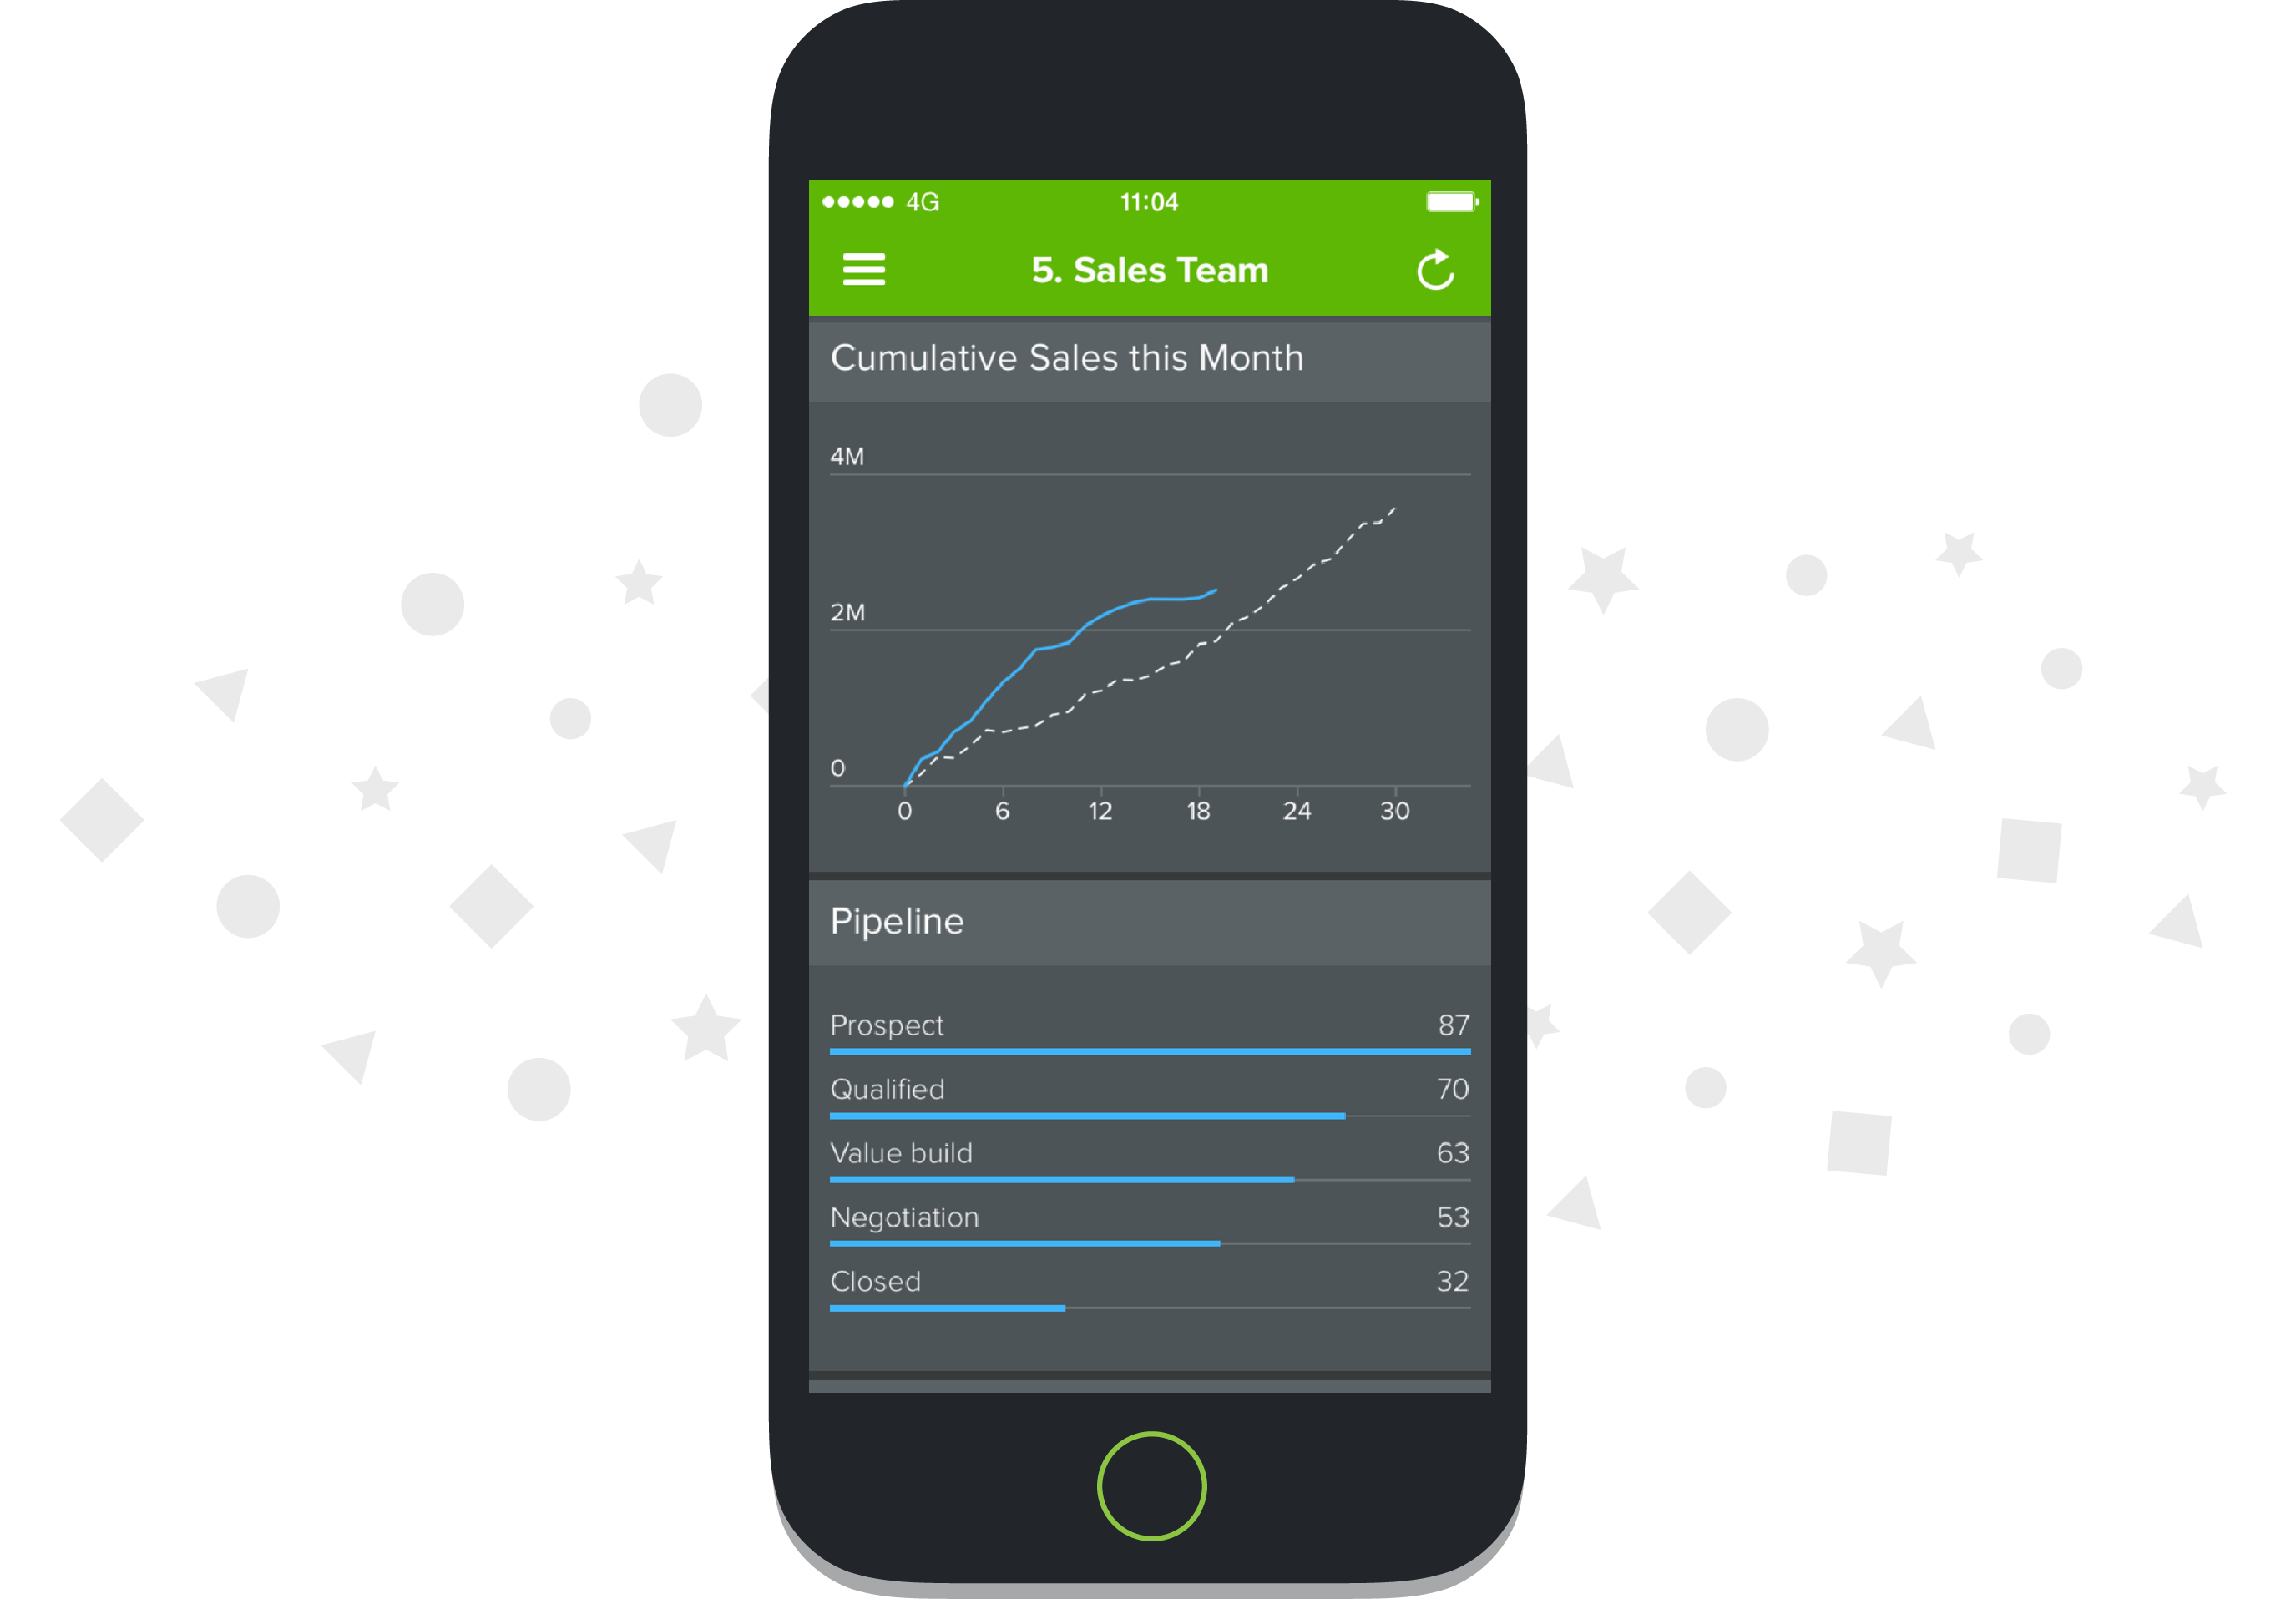 4G 11:04
5. Sales Team
Cumulative Sales this Month
4M
2M
0
0 6 12 18 24 30
Pipeline
Prospect 87
Qualified 70
Value build 63
Negotiation 53
Closed 32